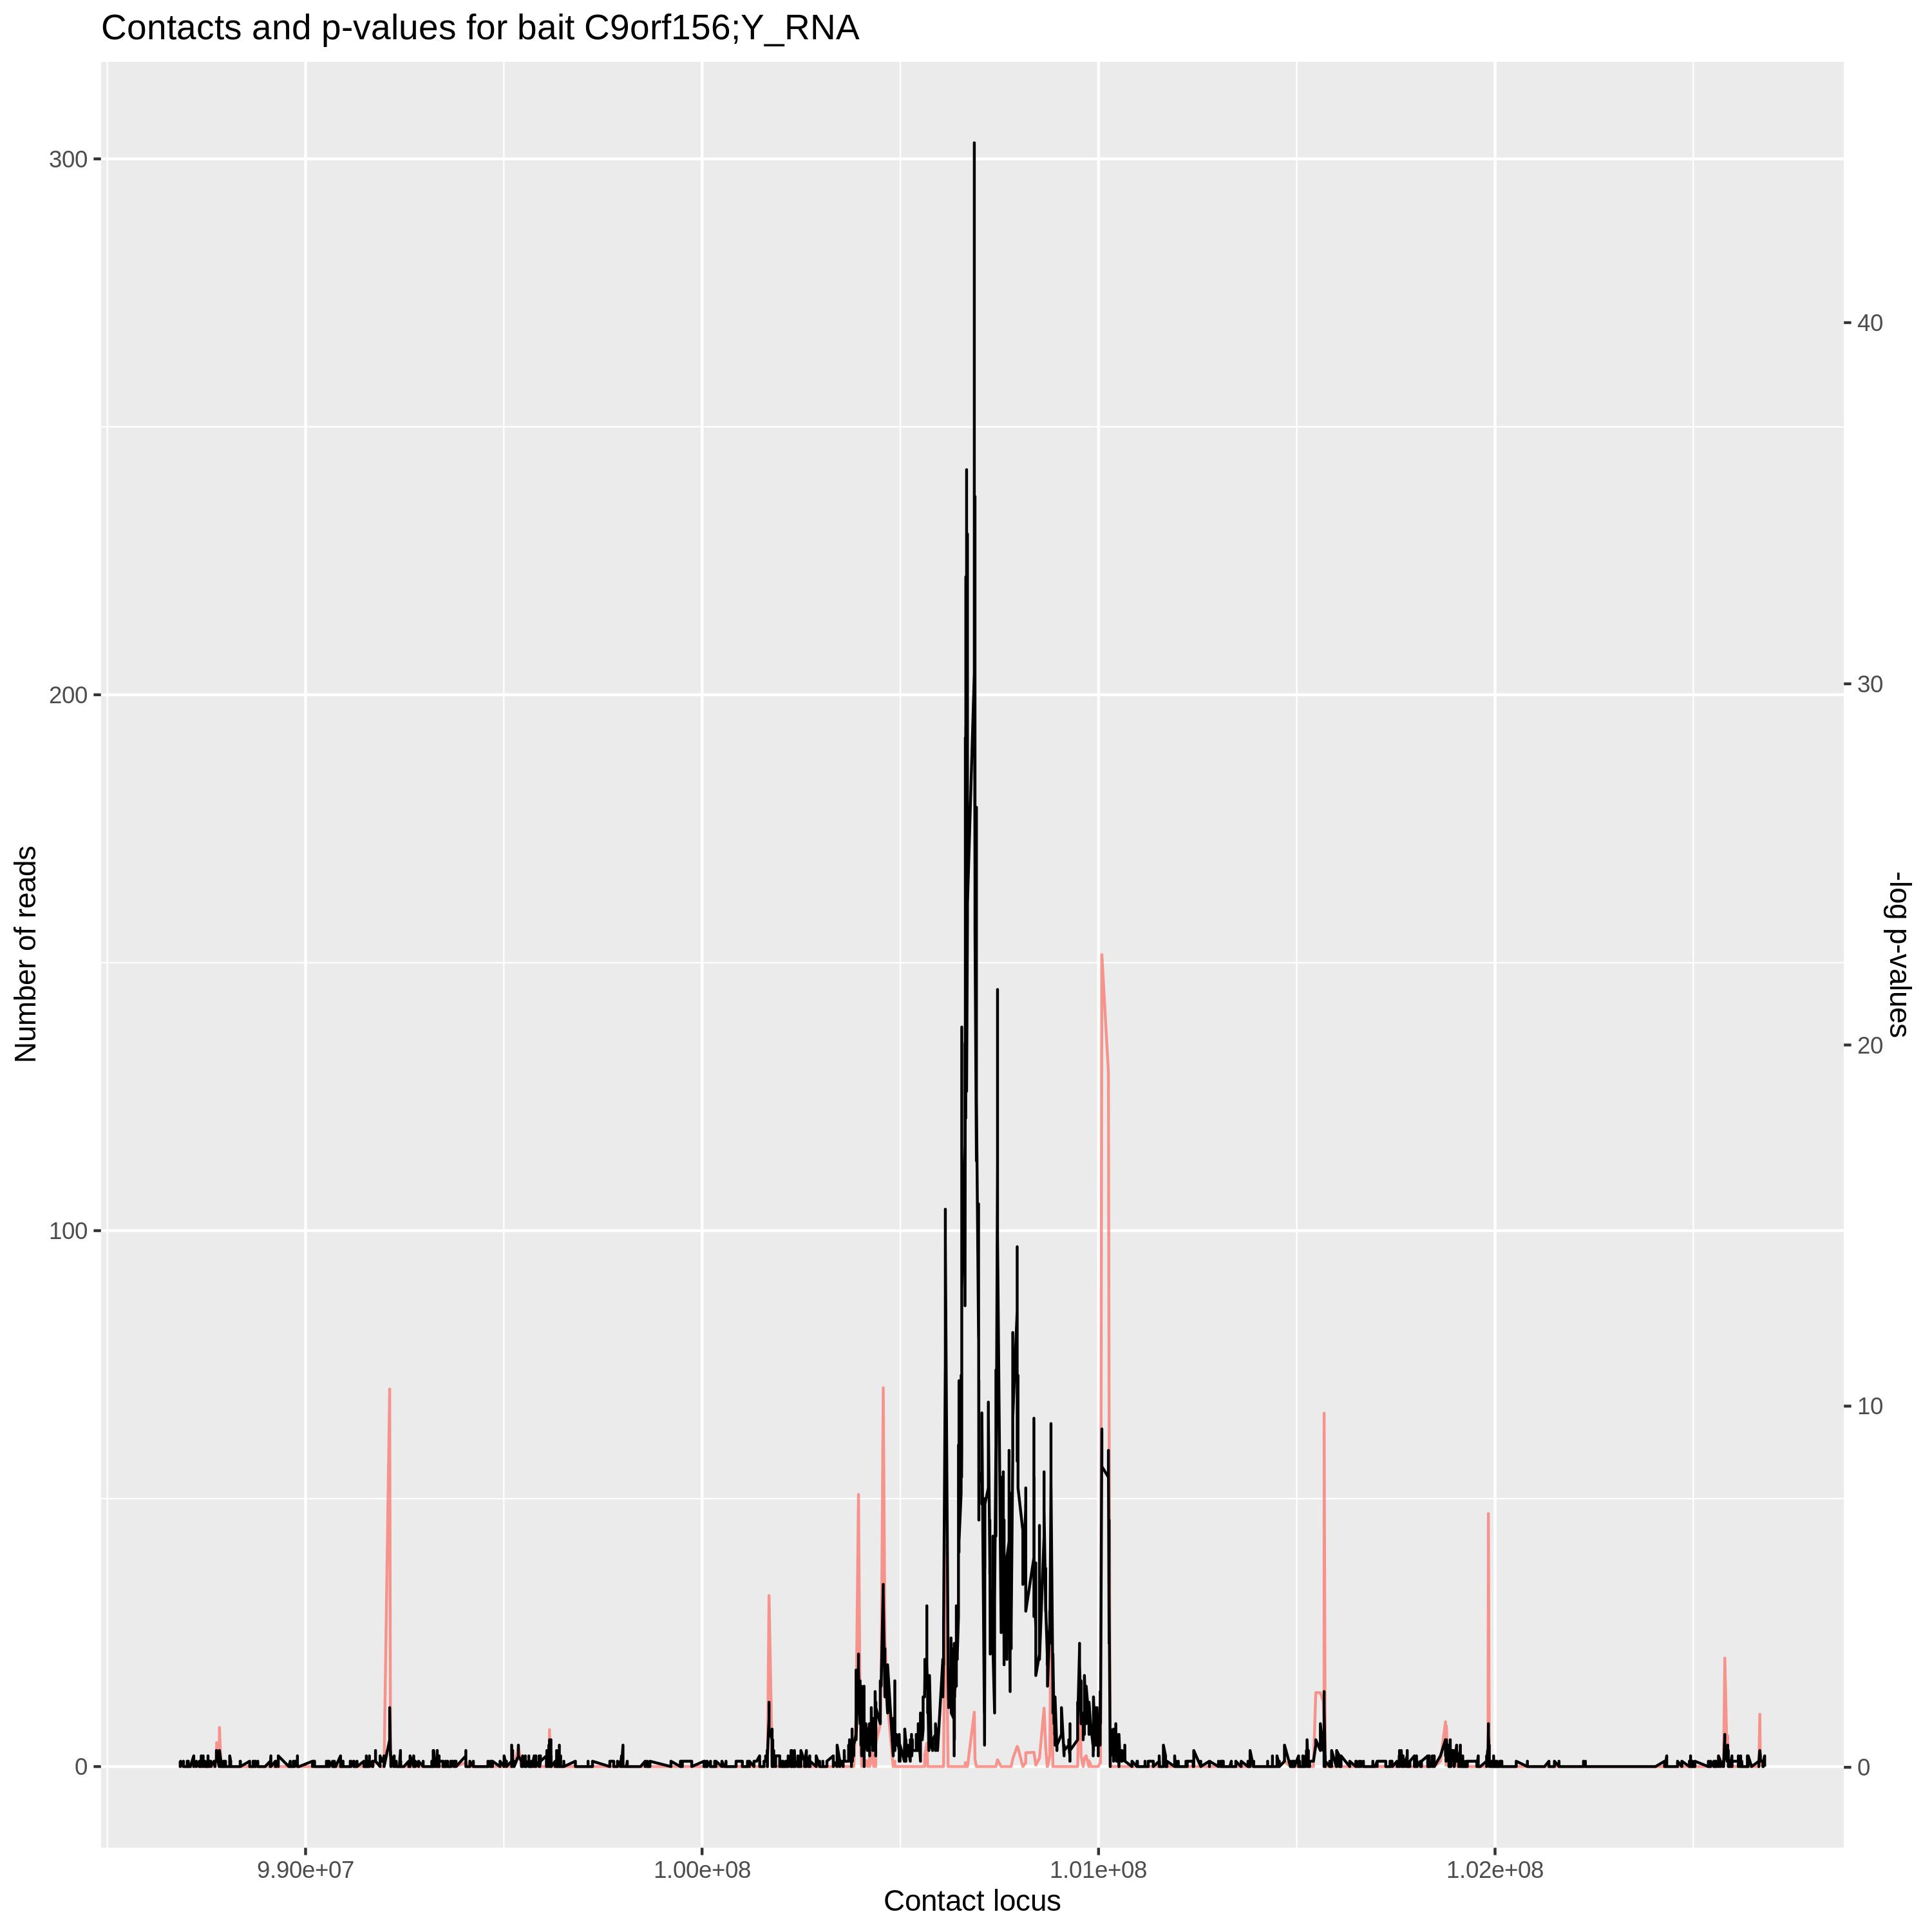 Contacts and p-values for bait C9orf156;Y_RNA
300
200
100
0
Number of reads
40
30
20
10
0
-log p-values
9.90e+07
1.00e+08
1.01e+08
1.02e+08
Contact locus